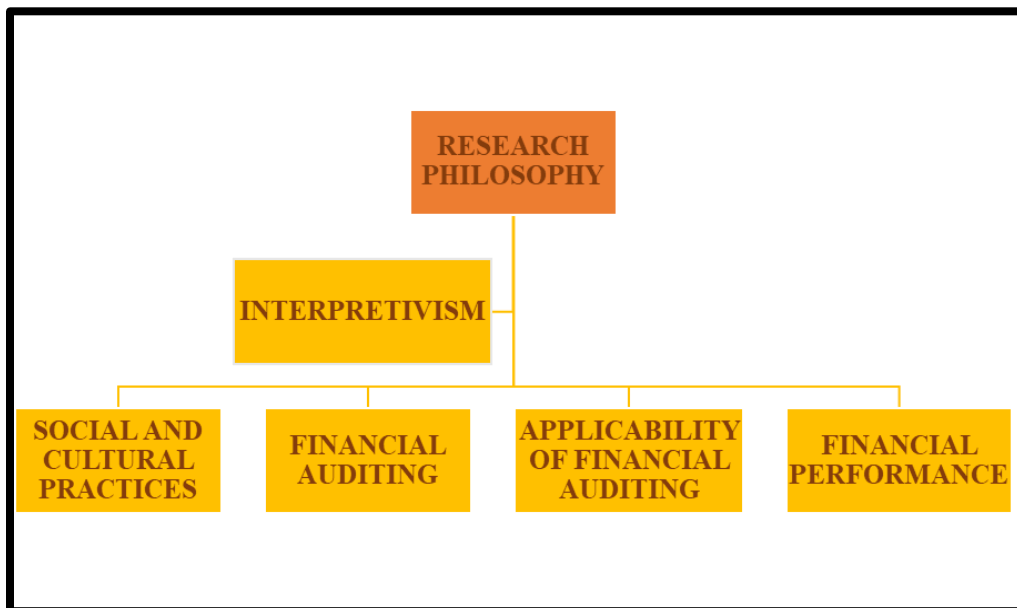 RESEARCH
PHILOSOPHY
INTERPRETIVISM
SOCIAL AND
CULTURAL
PRACTICES
FINANCIAL
AUDITING
APPLICABILITY
OF FINANCIAL
AUDITING
FINANCIAL
PERFORMANCE